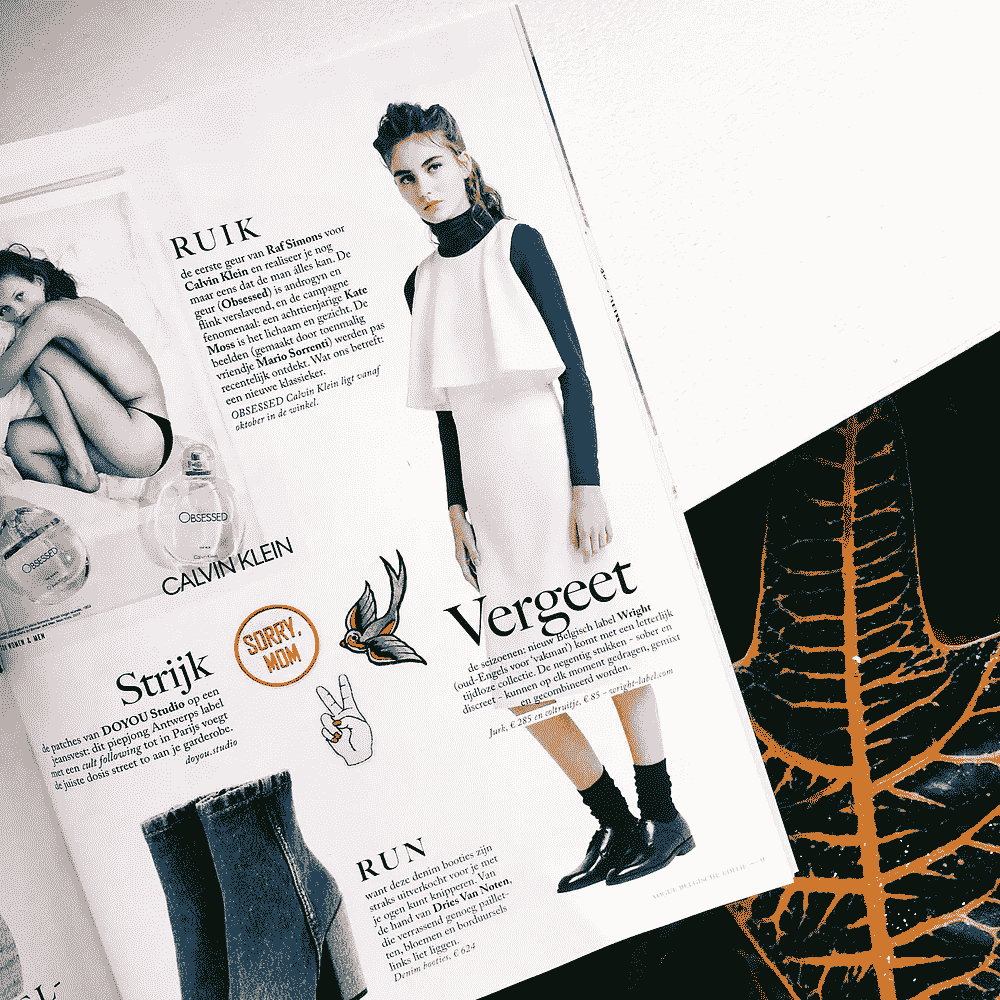 RUIK
de eerste geur van Raf Simons voor
Calvin Klein en realiseer je nog
maar eens dat de man álles kan. De
geur (Obsessed) is androgyn en
flink verslavend, en de campagne
fenomenaal: een achttienjarige Kate
Moss is het lichaam en gezicht. De
beelden (gemaakt door toenmalig
vriendje Mario Sorrenti) werden pas
recentelijk ontdekt. Wat ons betreft:
een nieuwe klassieker.
OBSESSED Calvin Klein ligt vanaf
oktober in de winkel.
OBSESSED
OBSESSED
CALVIN KLEIN
WOMEN & MEN
SORRY,
MOM
Strijk
de patches van DOYOU Studio op een
jeansvest: dit piepjong Antwerps label
met een cult following tot in Parijs voegt
de juiste dosis street to aan je garderobe.
doyou.studio
Vergeet
de seizoenen: nieuw Belgisch label Wright
(oud-Engels voor 'vakman') komt met een letterlijk
tijdloze collectie. De negentig stukken – sober en
discreet – kunnen op elk moment gedragen, gemixt
en gecombineerd worden.
Jurk, € 285 en coltruitje, € 85 – wright-label.com
RUN
want deze denim booties zijn
straks uitverkocht voor je met
je ogen kunt knipperen. Van
de hand van Dries Van Noten,
die verrassend genoeg paillet-
ten, bloemen en borduursels
links liet liggen.
Denim booties, € 624
VOGUE BELGISCHE EDITIE